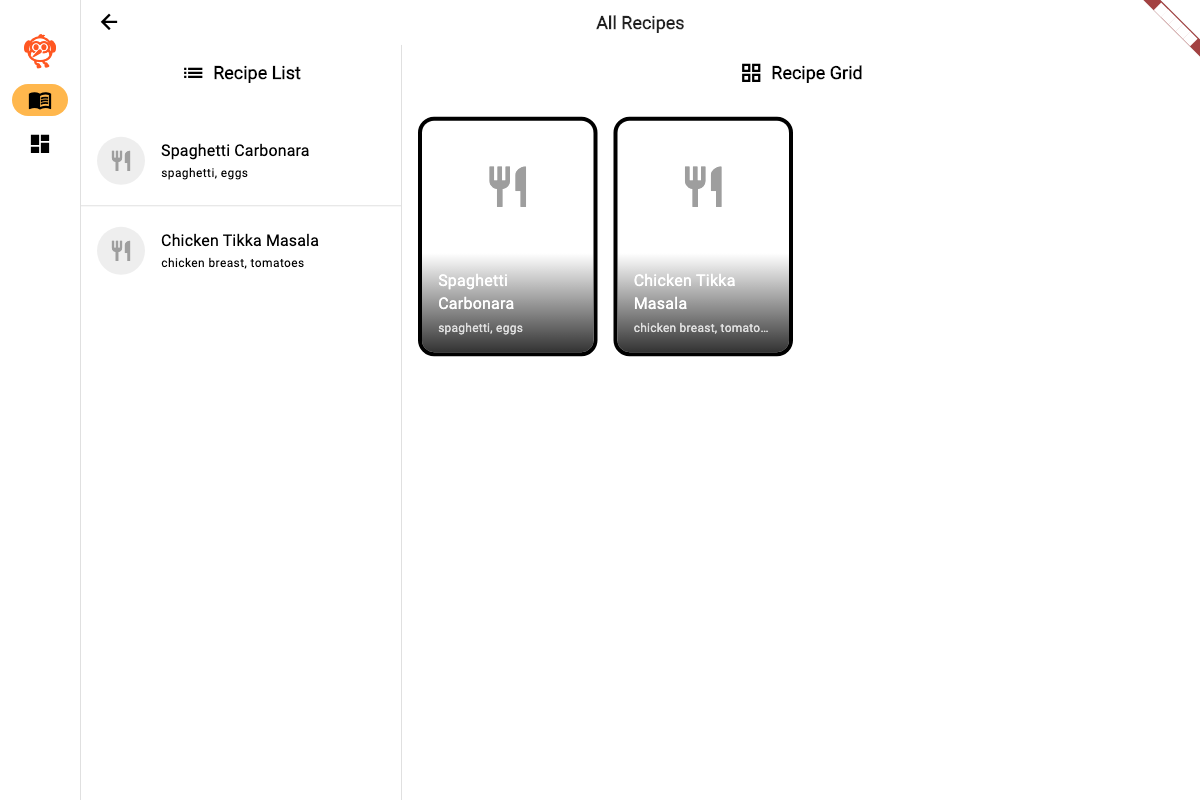 All Recipes
Recipe List
Spaghetti Carbonara
spaghetti, eggs
Chicken Tikka Masala
chicken breast, tomatoes
Recipe Grid
Spaghetti
Carbonara
spaghetti, eggs
Chicken Tikka
Masala
chicken breast, tomato...